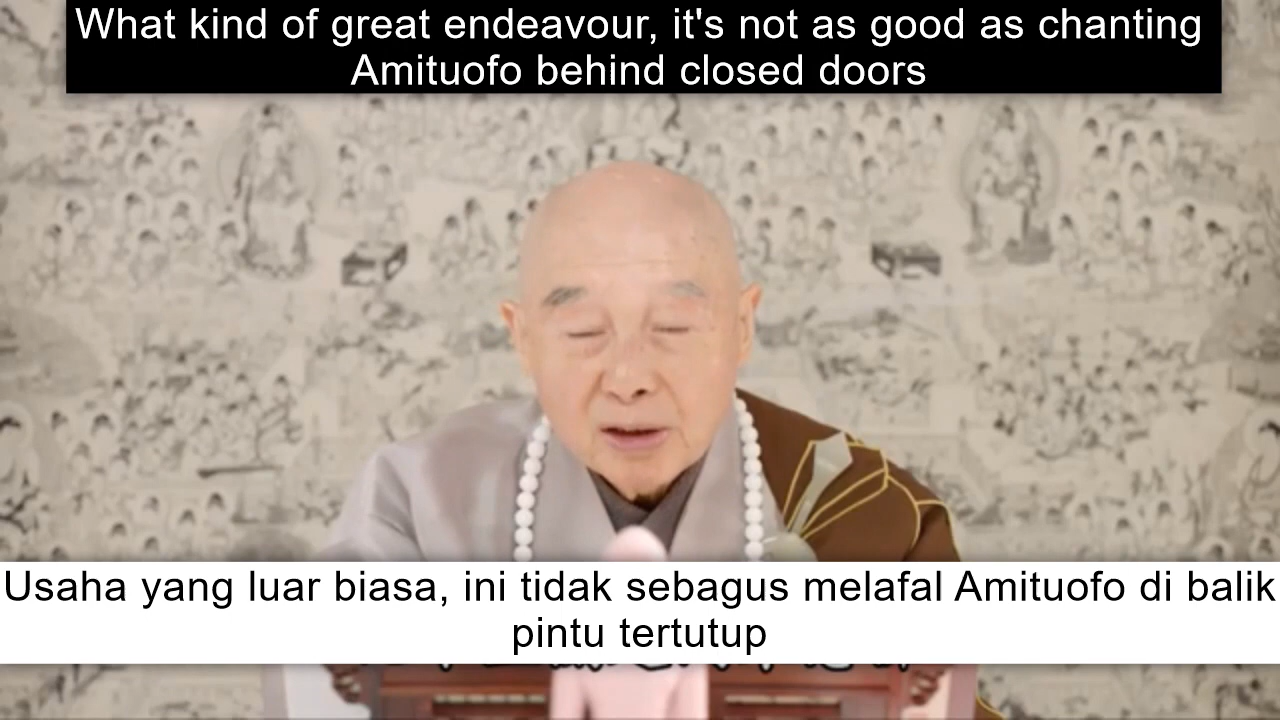 What kind of great endeavour, it's not as good as chanting
Amituofo behind closed doors
Usaha yang luar biasa, ini tidak sebagus melafal Amituofo di balik
pintu tertutup